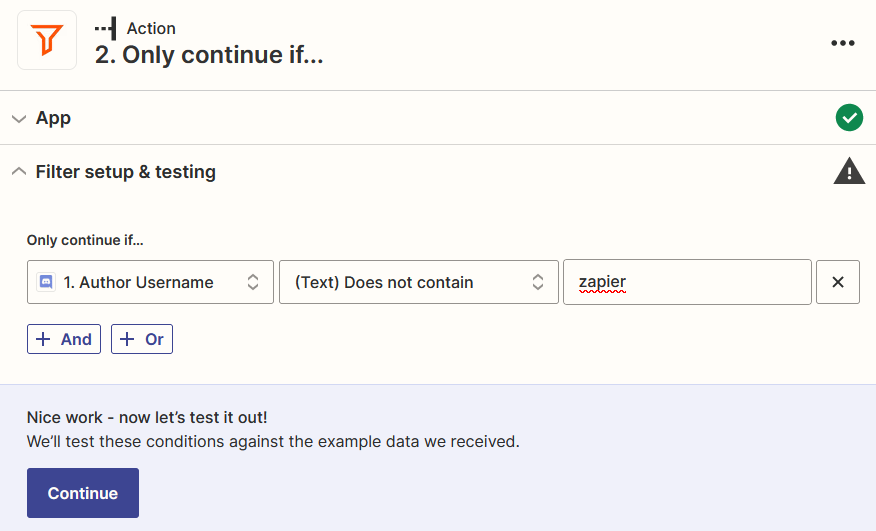 Action
2. Only continue if...
App
Filter setup & testing
Only continue if...
1. Author Username
(Text) Does not contain
zapier
And
Or
Nice work - now let’s test it out!
We’ll test these conditions against the example data we received.
Continue